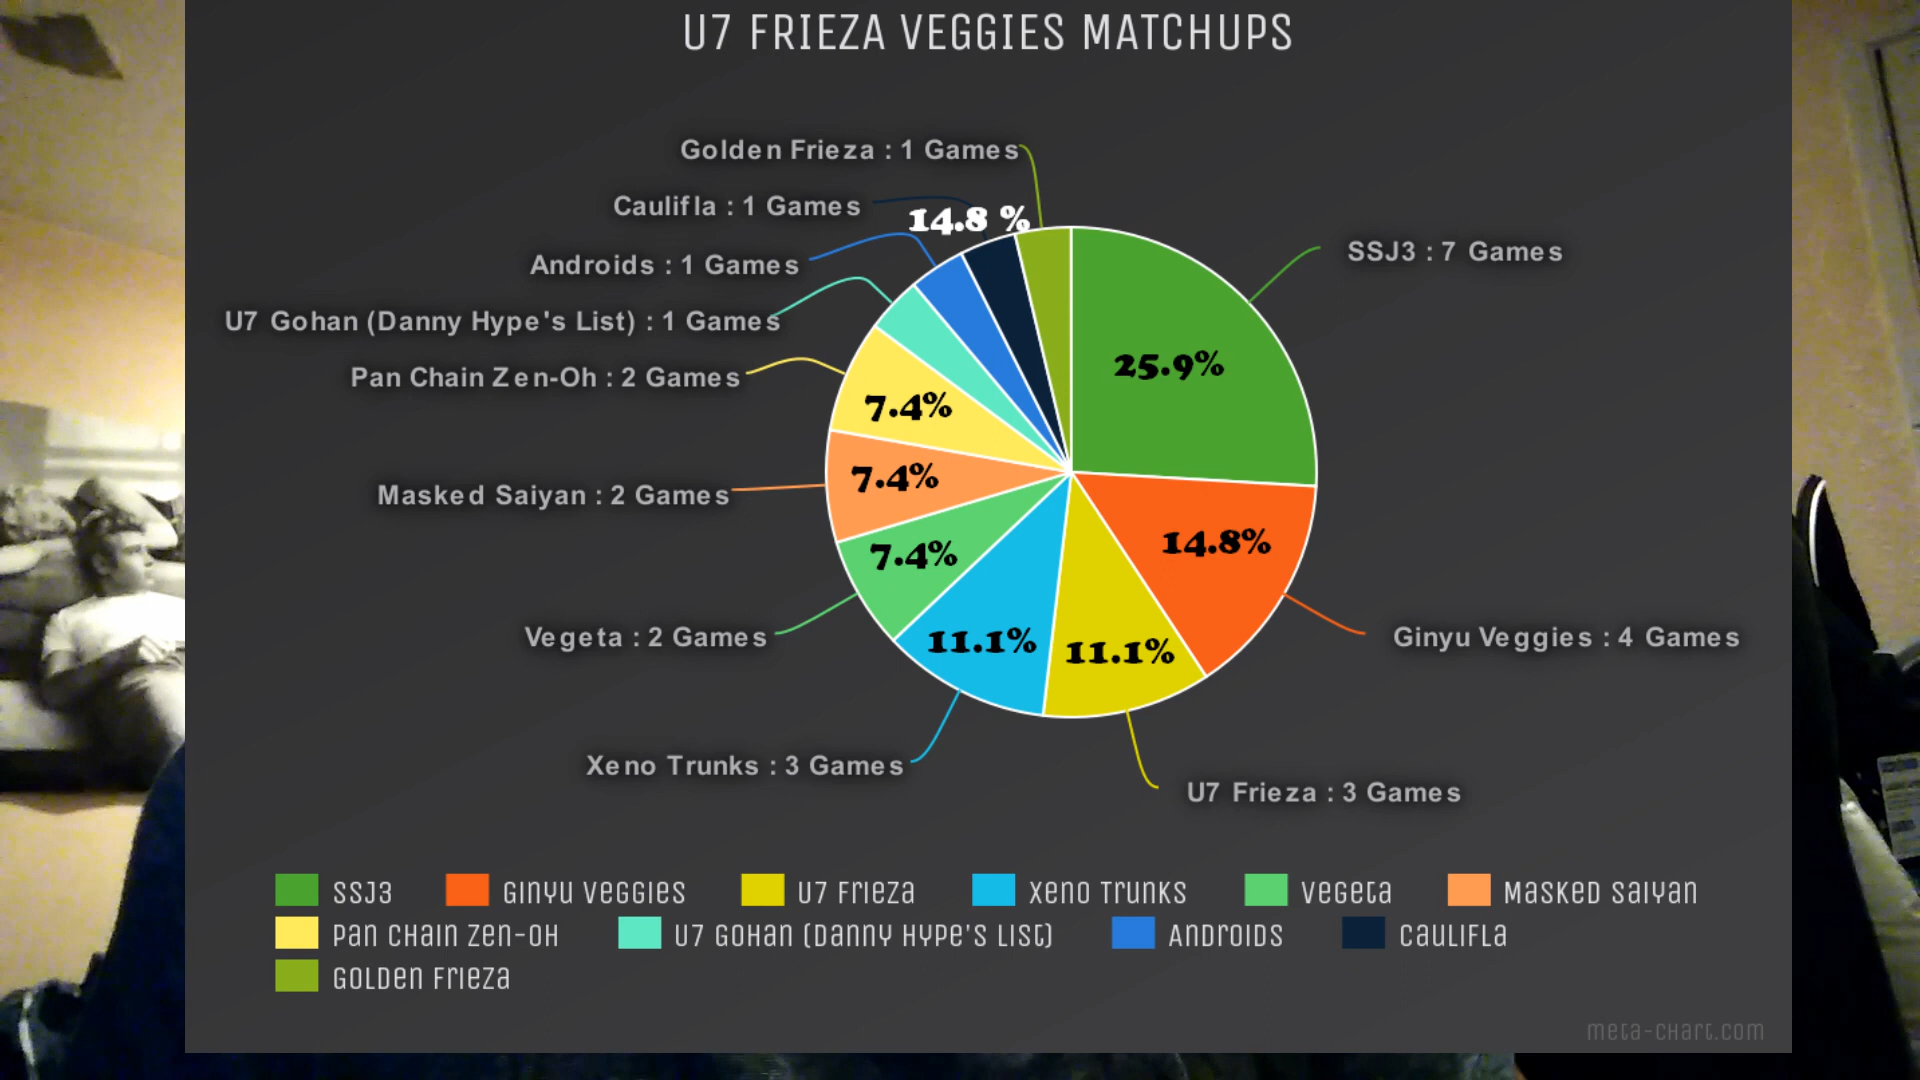 U7 FRIEZA VEGGIES MATCHUPS
Golden Frieza : 1 Games
Caulifla : 1 Games
14.8 %
Androids : 1 Games
SSJ3 : 7 Games
U7 Gohan (Danny Hype's List) : 1 Games
25.9%
Pan Chain Zen-Oh : 2 Games
7.4%
7.4%
Masked Saiyan : 2 Games
14.8%
7.4%
Vegeta : 2 Games
11.1%
11.1%
Ginyu Veggies : 4 Games
Xeno Trunks : 3 Games
U7 Frieza : 3 Games
SSJ3 Ginyu Veggies U7 Frieza Xeno Trunks Vegeta Masked Saiyan
Pan Chain Zen-Oh U7 Gohan (Danny Hype's List) Androids Caulifla
Golden Frieza
meta-chart.com